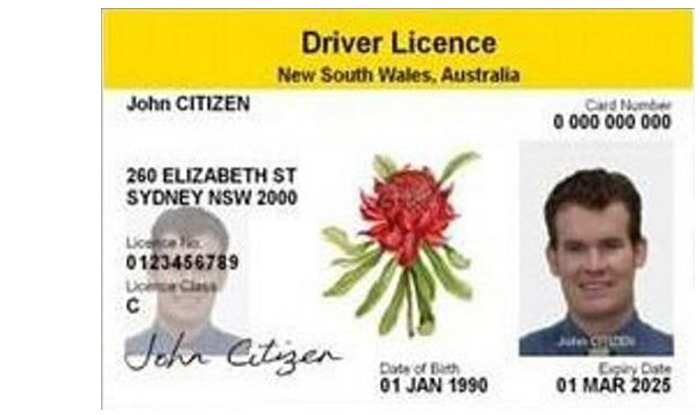 Driver Licence
New South Wales, Australia
John CITIZEN
Card Number
0 000 000 000
260 ELIZABETH ST
SYDNEY NSW 2000
Licence No.
0123456789
Licence Class
C
John Citizen
John CITIZEN
Date of Birth
01 JAN 1990
Expiry Date
01 MAR 2025